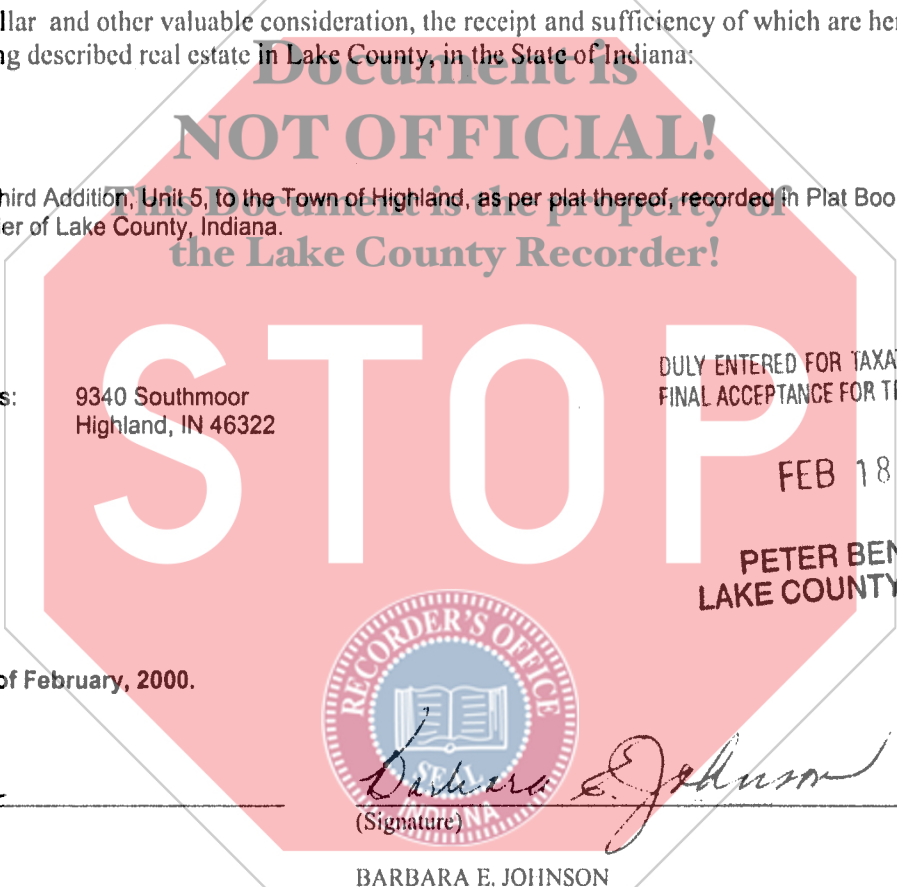 llar and other valuable consideration, the receipt and sufficiency of which are her
ng described real estate in Lake County, in the State of Indiana:
Document is
NOT OFFICIAL!
hird Addition, Unit 5, to the Town of Highland, as per plat thereof, recorded in Plat Boo
This Document is the property of
er of Lake County, Indiana.
the Lake County Recorder!
STOP
DULY ENTERED FOR TAXA
FINAL ACCEPTANCE FOR T
s: 9340 Southmoor
Highland, IN 46322
FEB 18
PETER BEN
LAKE COUNTY
RECORDER'S OFFICE
of February, 2000.
SEAL
INDIANA
Barbara E. Johnson
(Signature)
BARBARA E. JOHNSON